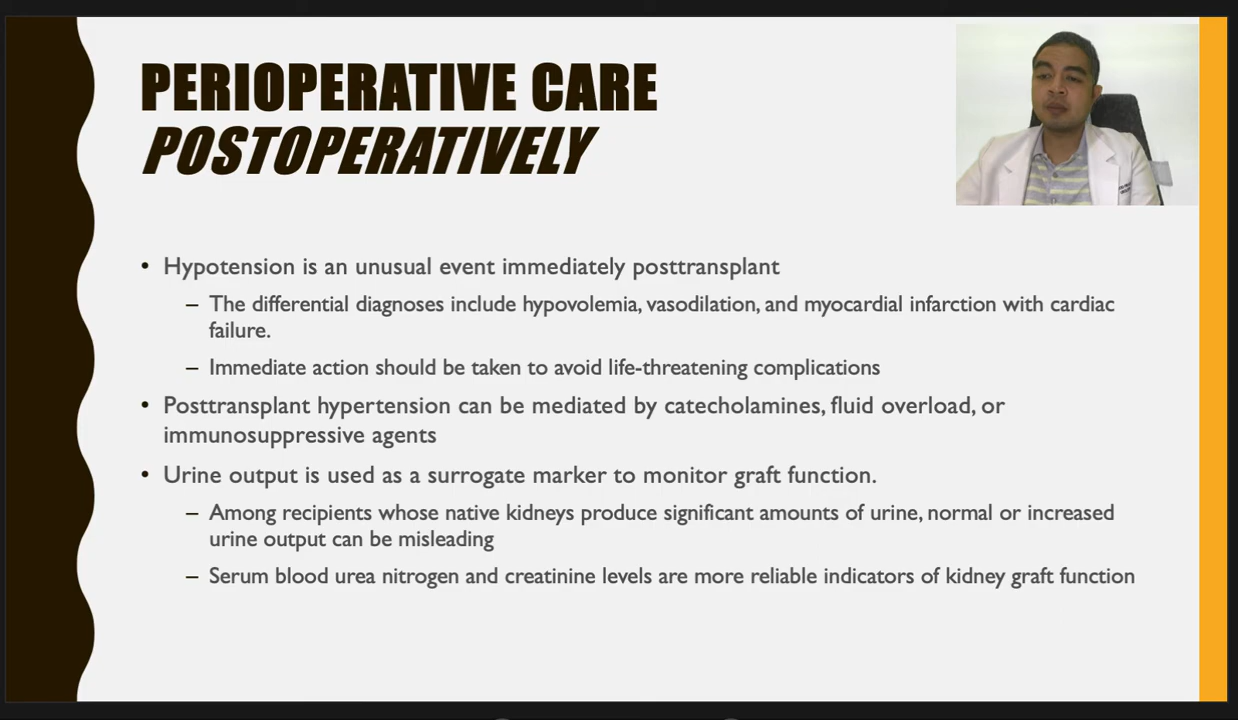 PERIOPERATIVE CARE
POSTOPERATIVELY
• Hypotension is an unusual event immediately posttransplant
– The differential diagnoses include hypovolemia, vasodilation, and myocardial infarction with cardiac
failure.
– Immediate action should be taken to avoid life-threatening complications
• Posttransplant hypertension can be mediated by catecholamines, fluid overload, or
immunosuppressive agents
• Urine output is used as a surrogate marker to monitor graft function.
– Among recipients whose native kidneys produce significant amounts of urine, normal or increased
urine output can be misleading
– Serum blood urea nitrogen and creatinine levels are more reliable indicators of kidney graft function